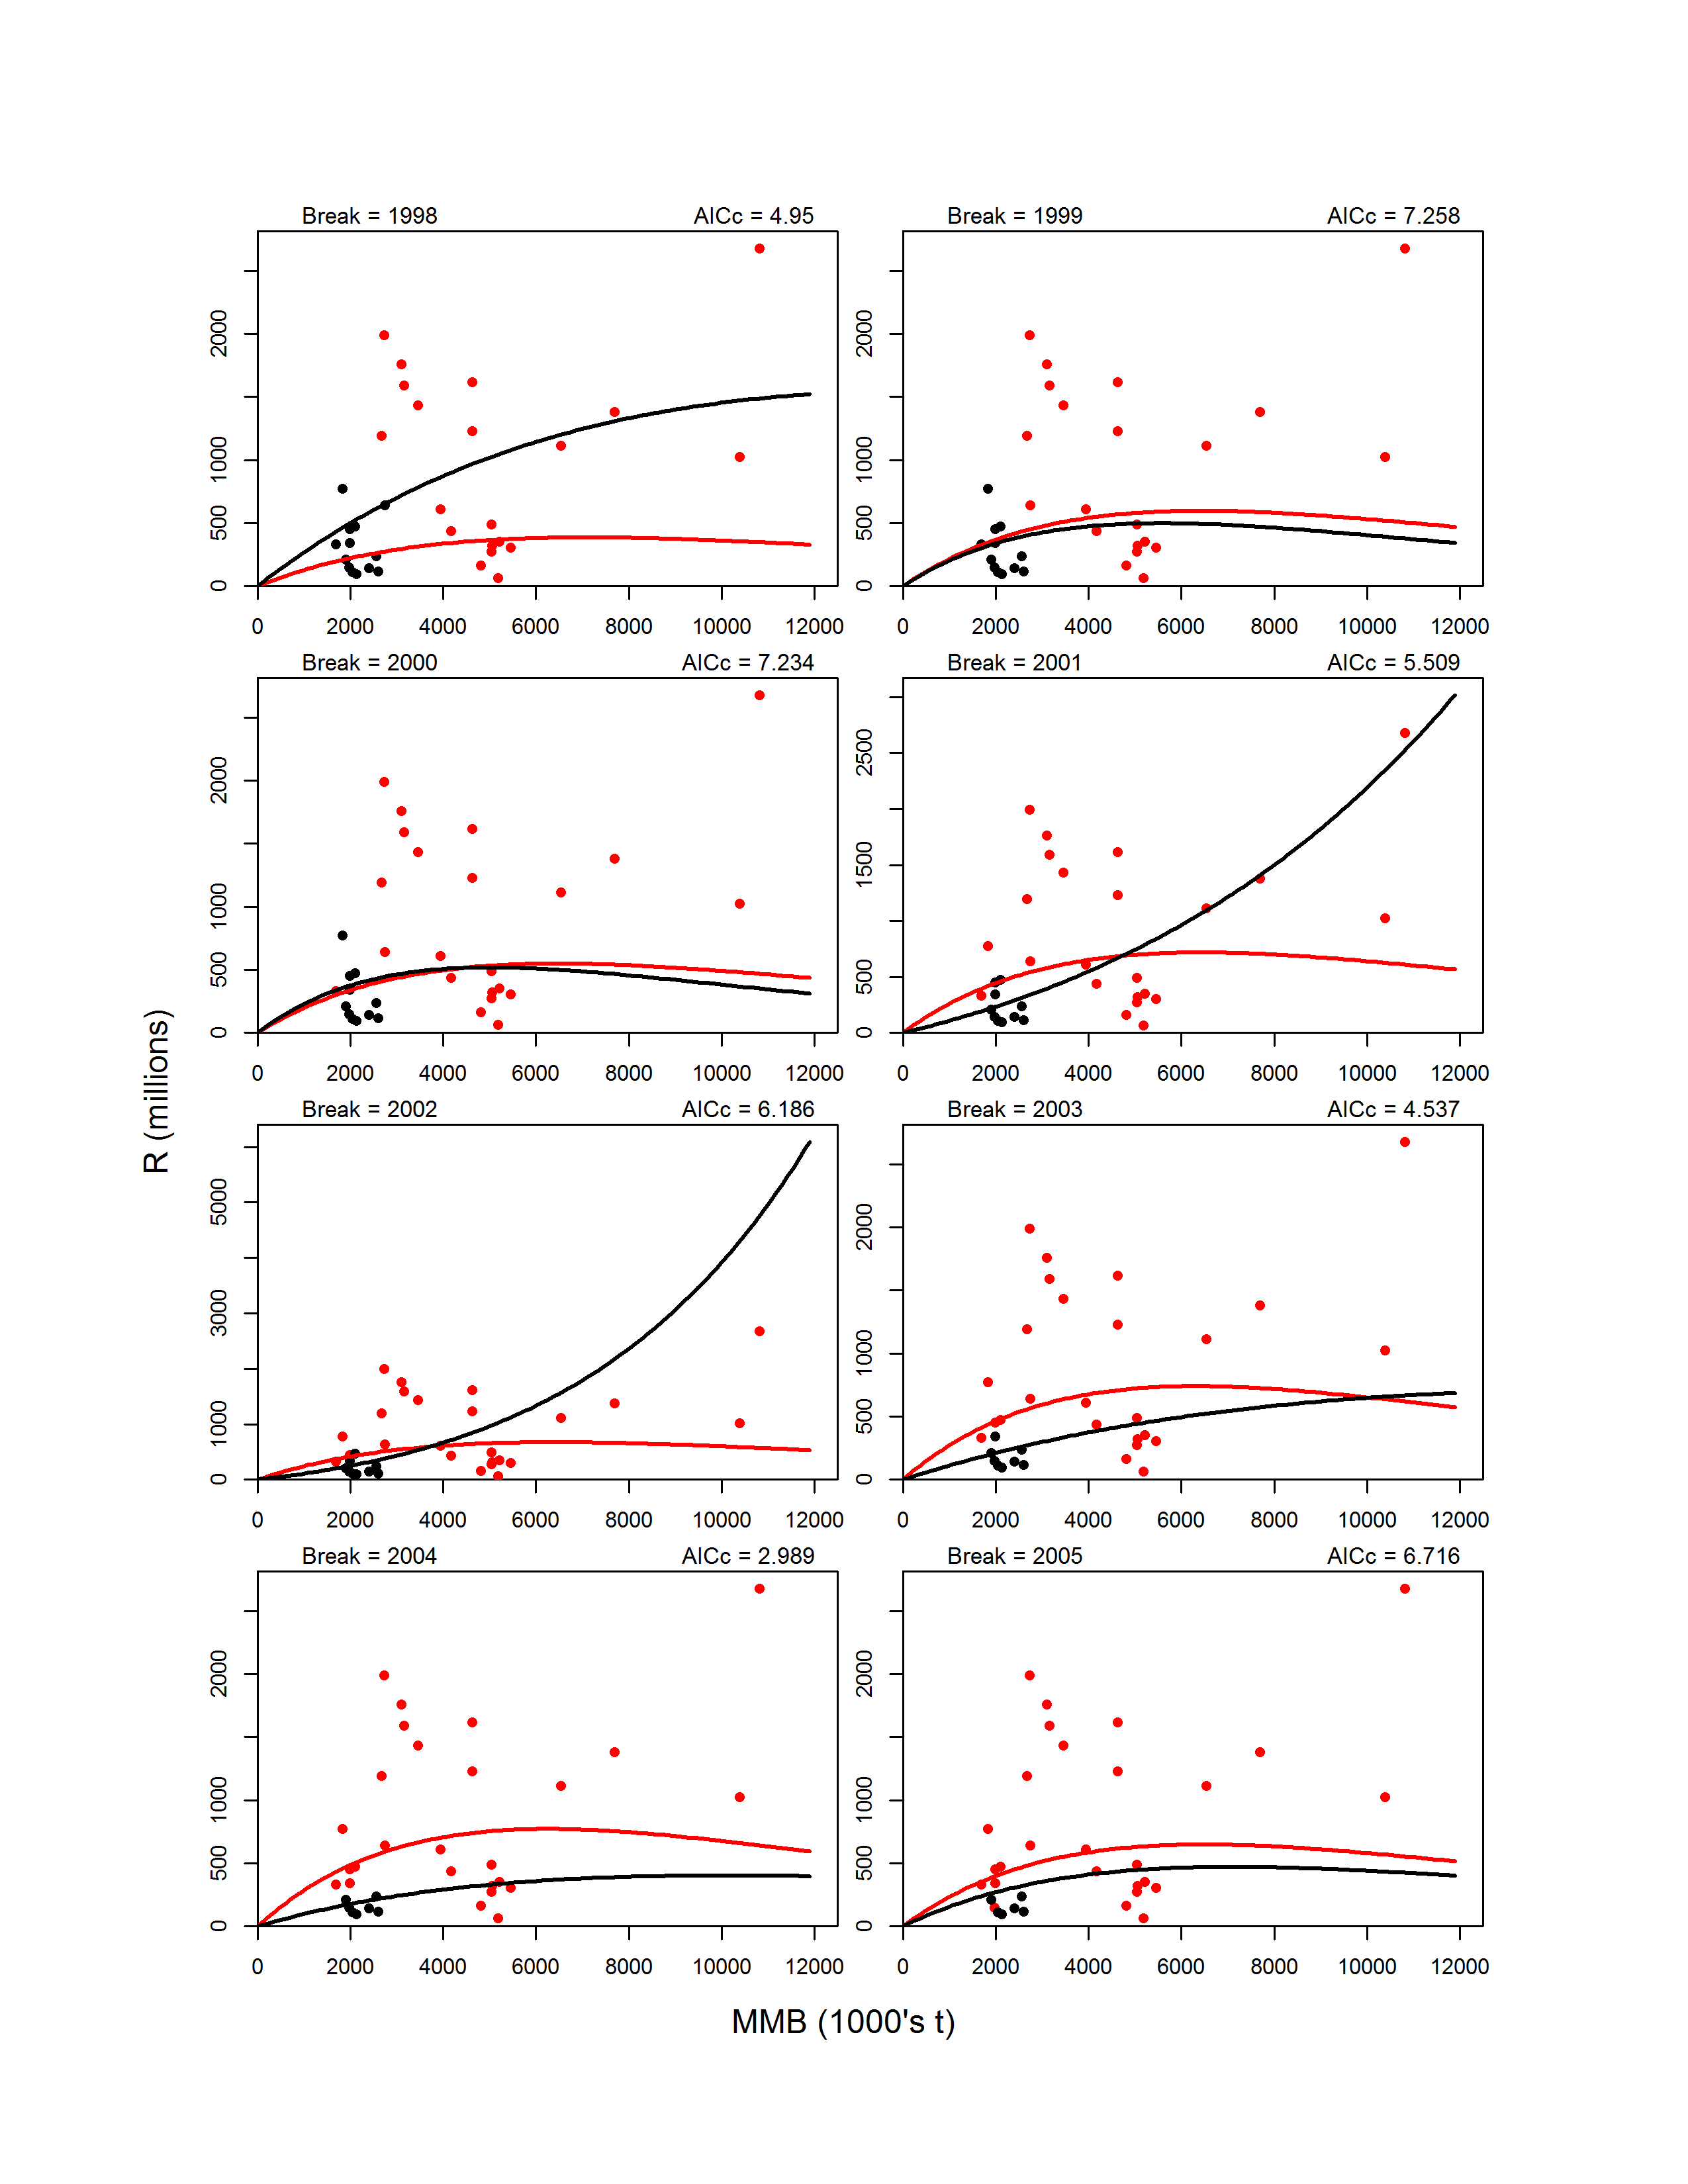 Break = 1998 AICc = 4.95
2000
1000
500
0
0 2000 4000 6000 8000 10000 12000
Break = 1999 AICc = 7.258
2000
1000
500
0
0 2000 4000 6000 8000 10000 12000
Break = 2000 AICc = 7.234
2000
1000
500
0
0 2000 4000 6000 8000 10000 12000
Break = 2001 AICc = 5.509
2500
1500
500
0
0 2000 4000 6000 8000 10000 12000
R (millions)
Break = 2002 AICc = 6.186
5000
3000
1000
0
0 2000 4000 6000 8000 10000 12000
Break = 2003 AICc = 4.537
2000
1000
500
0
0 2000 4000 6000 8000 10000 12000
Break = 2004 AICc = 2.989
2000
1000
500
0
0 2000 4000 6000 8000 10000 12000
Break = 2005 AICc = 6.716
2000
1000
500
0
0 2000 4000 6000 8000 10000 12000
MMB (1000's t)